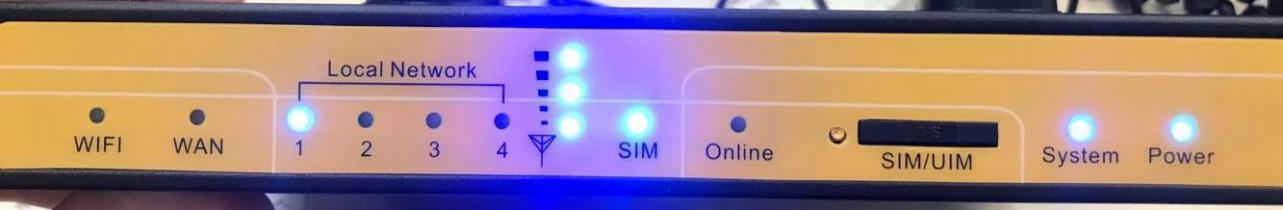 Local Network
WIFI WAN 1 2 3 4 SIM Online SIM/UIM System Power